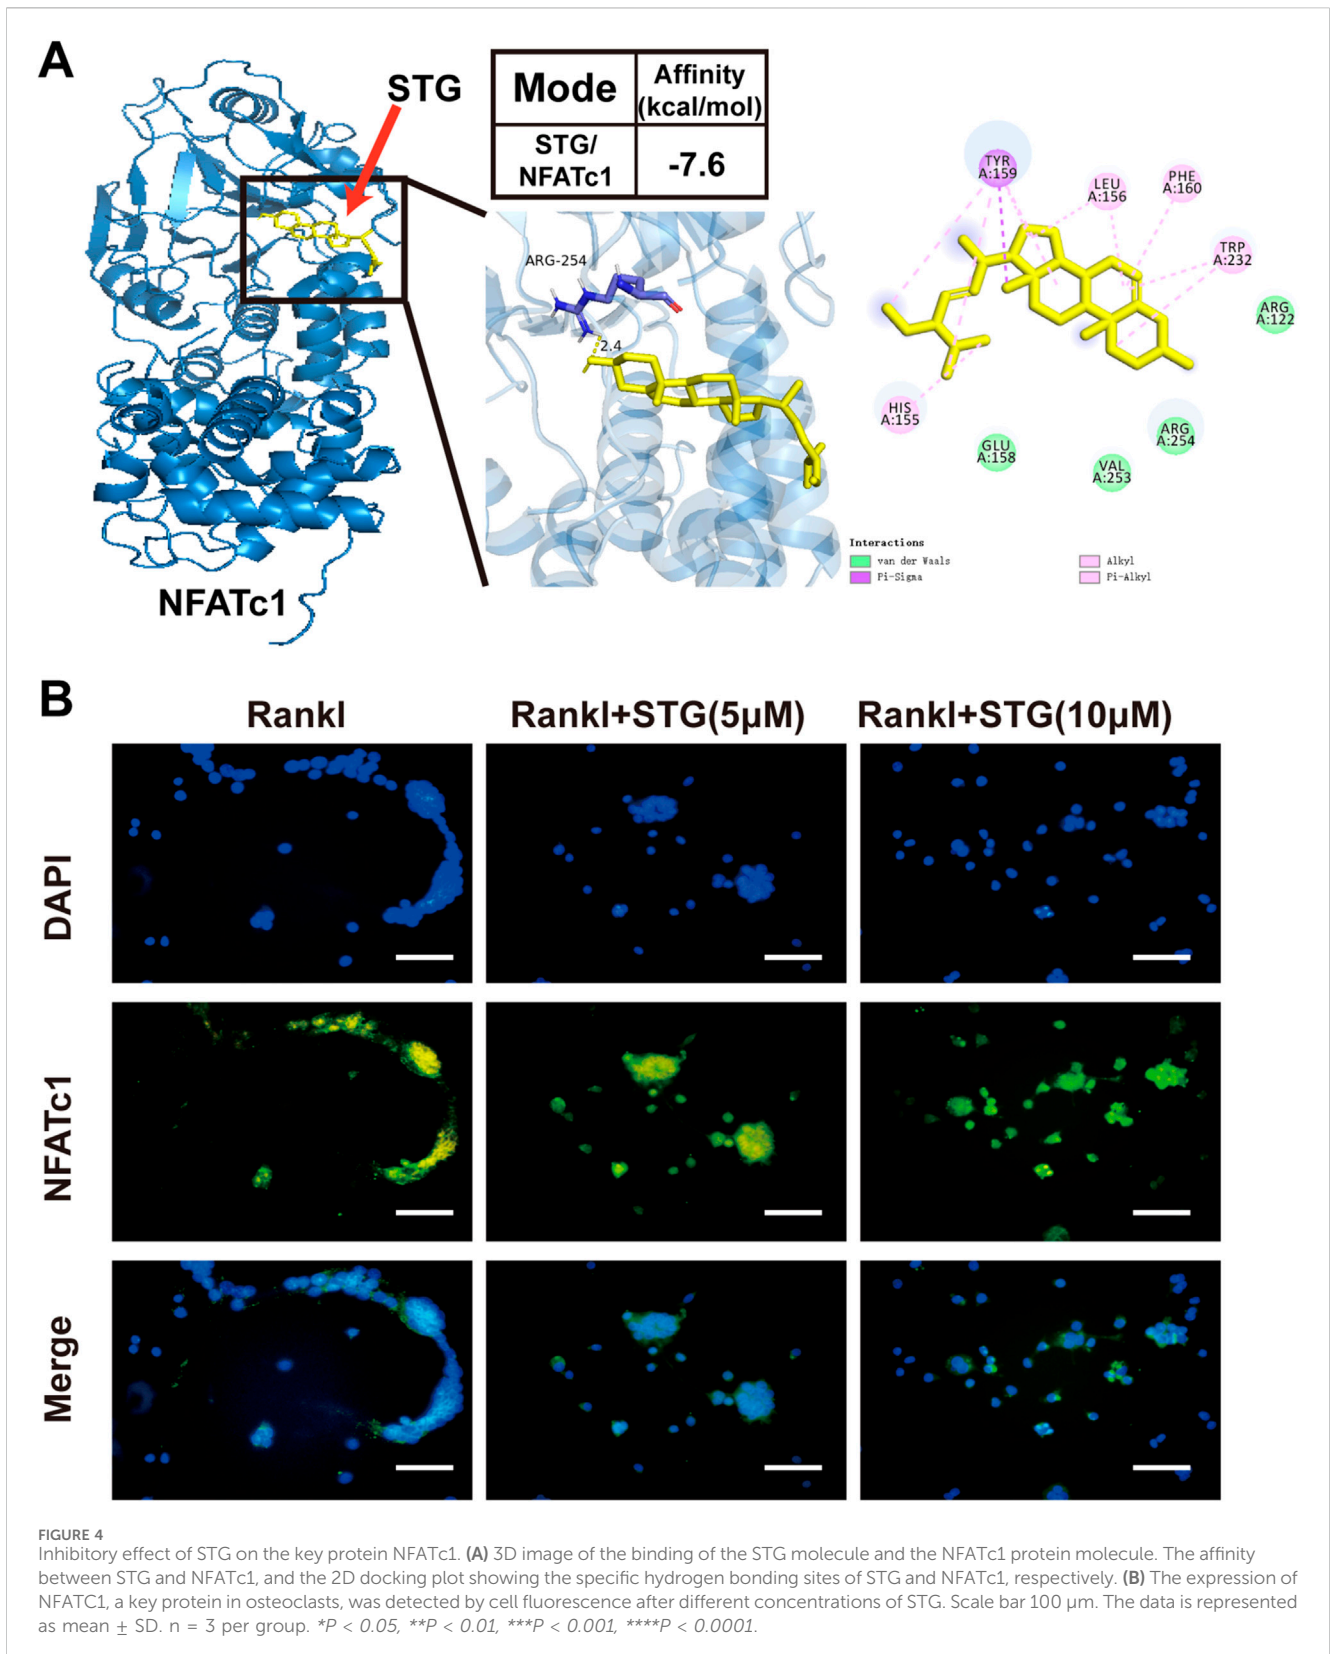 A
STG
Mode
Affinity
(kcal/mol)
STG/
NFATc1
-7.6
ARG-254
2.4
NFATc1
TYR
A:159
LEU
A:156
PHE
A:160
TRP
A:232
ARG
A:122
HIS
A:155
GLU
A:158
VAL
A:253
ARG
A:254
Interactions
van der Waals
Pi-Sigma
Alkyl
Pi-Alkyl
B
Rankl
Rankl+STG(5μM)
Rankl+STG(10μM)
DAPI
NFATc1
Merge
FIGURE 4
Inhibitory effect of STG on the key protein NFATc1. (A) 3D image of the binding of the STG molecule and the NFATc1 protein molecule. The affinity
between STG and NFATc1, and the 2D docking plot showing the specific hydrogen bonding sites of STG and NFATc1, respectively. (B) The expression of
NFATC1, a key protein in osteoclasts, was detected by cell fluorescence after different concentrations of STG. Scale bar 100 μm. The data is represented
as mean ± SD. n = 3 per group. *P < 0.05, **P < 0.01, ***P < 0.001, ****P < 0.0001.